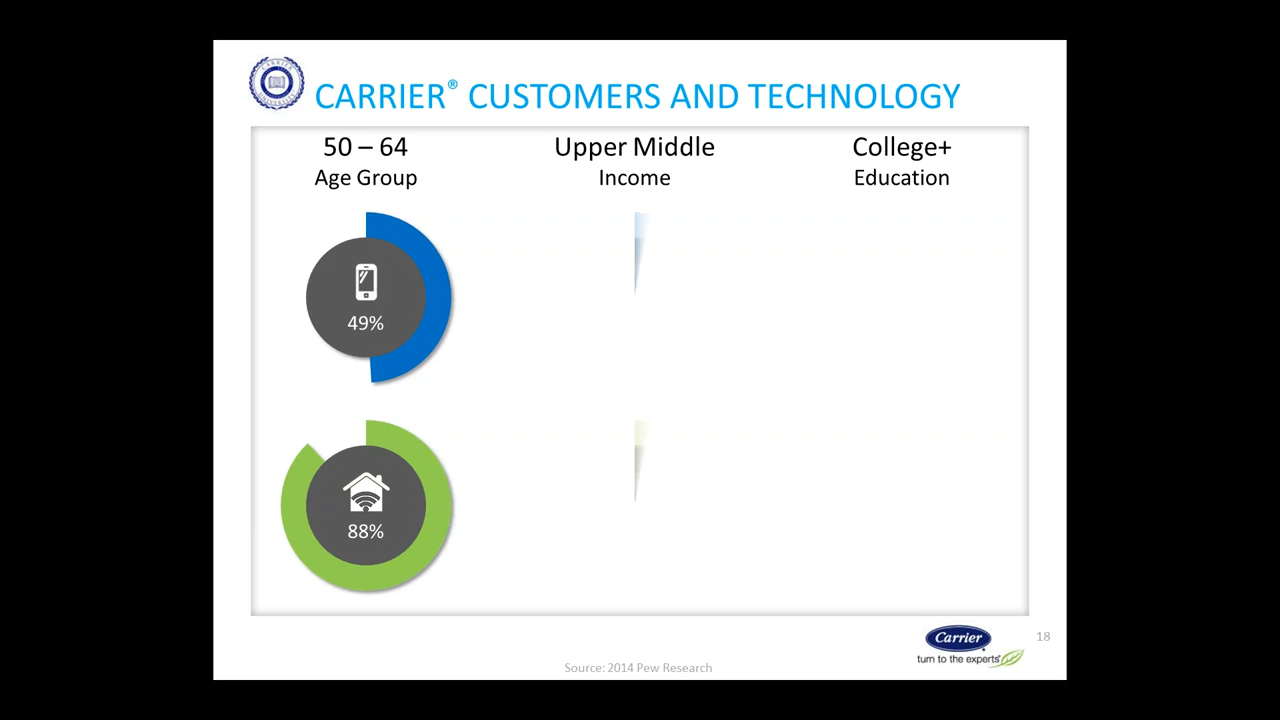 CARRIER® CUSTOMERS AND TECHNOLOGY
50 – 64
Age Group
Upper Middle
Income
College+
Education
49%
88%
Carrier
turn to the experts
Source: 2014 Pew Research
18